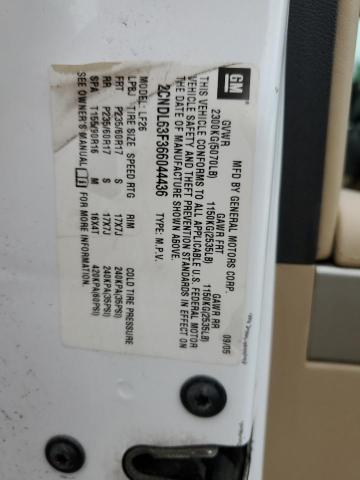 GM
MFD BY GENERAL MOTORS CORP. 09/05
GVWR GAWR FRT GAWR RR
2300KG(5070LB) 1150KG(2535LB) 1150KG(2535LB)
THIS VEHICLE CONFORMS TO ALL APPLICABLE U.S. FEDERAL MOTOR
VEHICLE SAFETY AND THEFT PREVENTION STANDARDS IN EFFECT ON
THE DATE OF MANUFACTURE SHOWN ABOVE.
2CNDL63F366044436 TYPE: M.P.V.
MODEL: LF26
LPBJ TIRE SIZE SPEED RTG RIM COLD TIRE PRESSURE
FRT P235/60R17 S 17X7J 240KPA(35PSI)
RR P235/60R17 S 17X7J 240KPA(35PSI)
SPA T155/90R16 M 16X4T 420KPA(60PSI)
SEE OWNER'S MANUAL FOR MORE INFORMATION.